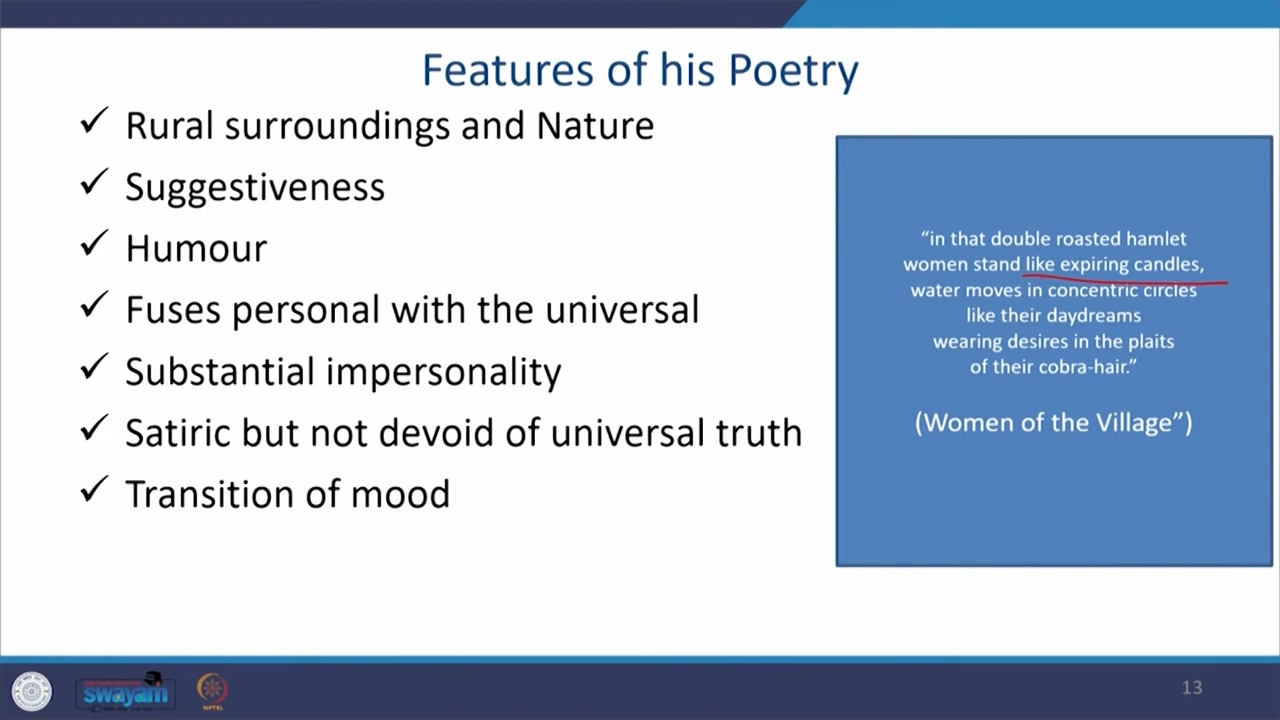 Features of his Poetry
✓ Rural surroundings and Nature
✓ Suggestiveness
✓ Humour
✓ Fuses personal with the universal
✓ Substantial impersonality
✓ Satiric but not devoid of universal truth
✓ Transition of mood
“in that double roasted hamlet
women stand like expiring candles,
water moves in concentric circles
like their daydreams
wearing desires in the plaits
of their cobra-hair.”
(Women of the Village”)
swayam
NPTEL
13